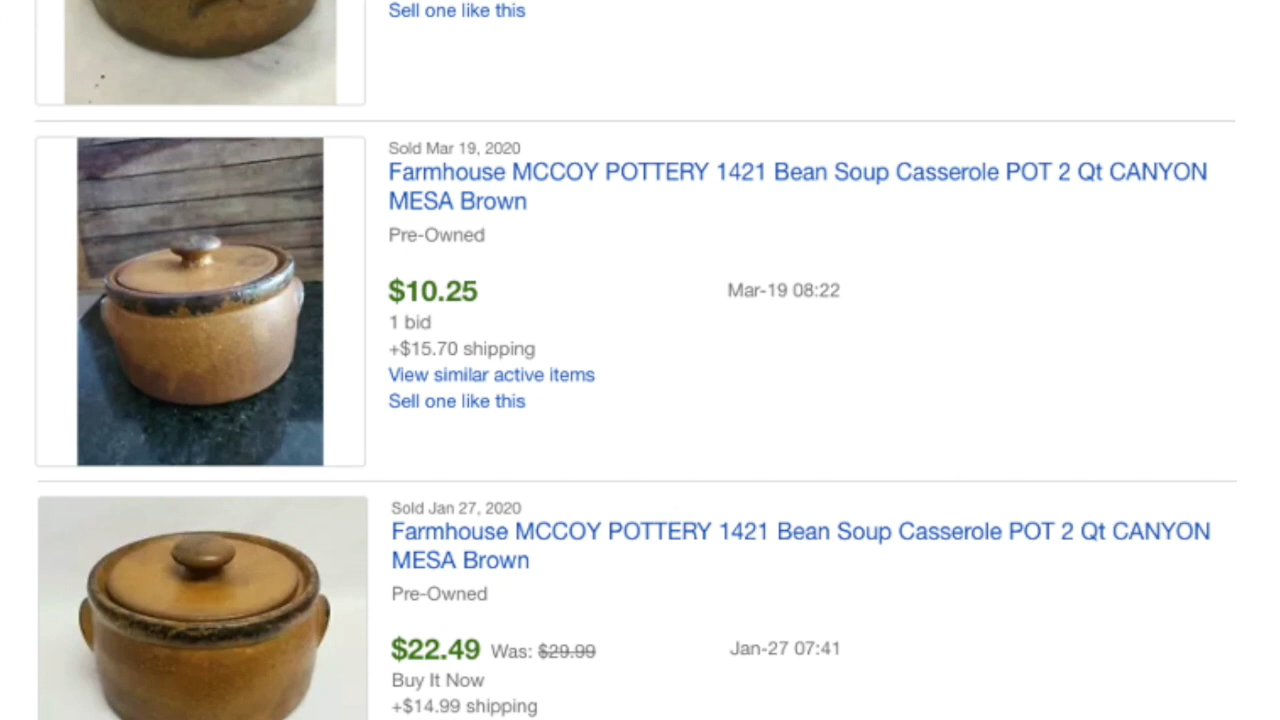 Sell one like this
Sold Mar 19, 2020
Farmhouse MCCOY POTTERY 1421 Bean Soup Casserole POT 2 Qt CANYON
MESA Brown
Pre-Owned
$10.25
Mar-19 08:22
1 bid
+$15.70 shipping
View similar active items
Sell one like this
Sold Jan 27, 2020
Farmhouse MCCOY POTTERY 1421 Bean Soup Casserole POT 2 Qt CANYON
MESA Brown
Pre-Owned
$22.49 Was: $29.99
Jan-27 07:41
Buy It Now
+$14.99 shipping